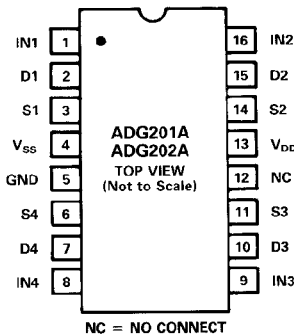 IN1 1 16 IN2
D1 2 15 D2
S1 3 14 S2
VSS 4 13 VDD
GND 5 12 NC
S4 6 11 S3
D4 7 10 D3
IN4 8 9 IN3
ADG201A
ADG202A
TOP VIEW
(Not to Scale)
NC = NO CONNECT